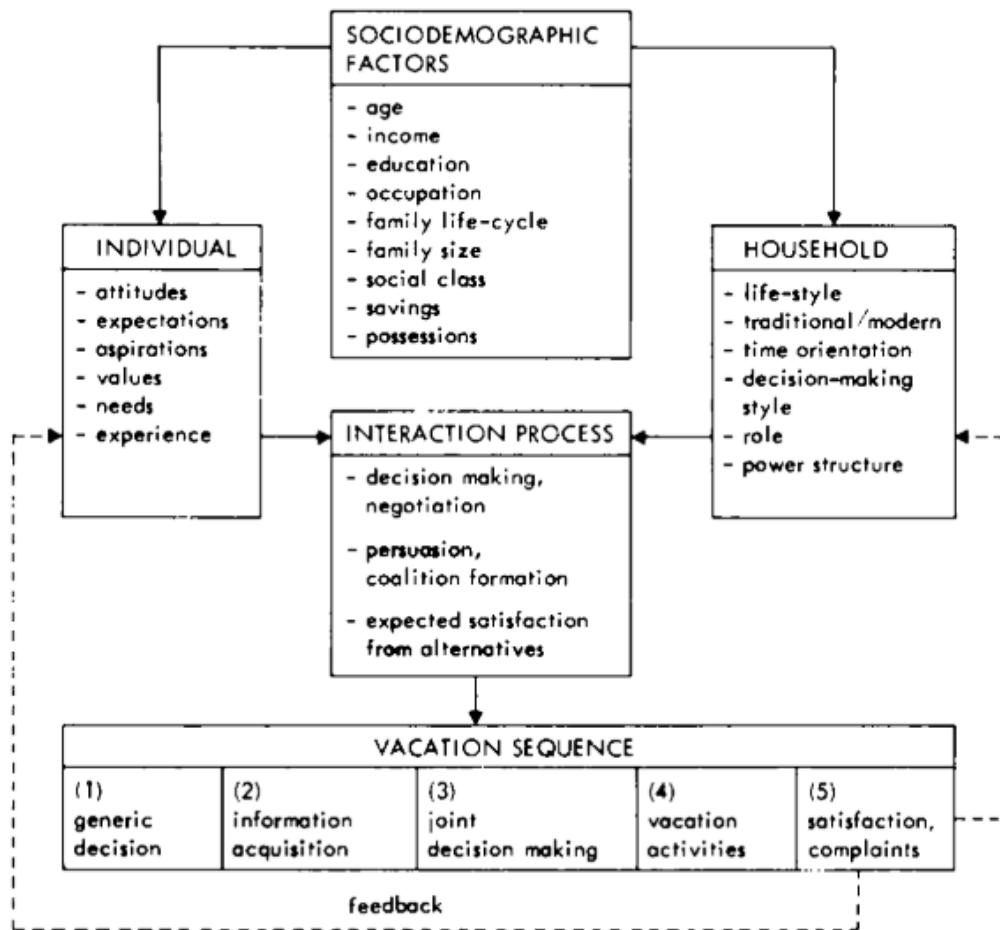 SOCIODEMOGRAPHIC
FACTORS
- age
- income
- education
- occupation
- family life-cycle
- family size
- social class
- savings
- possessions
INDIVIDUAL
- attitudes
- expectations
- aspirations
- values
- needs
- experience
HOUSEHOLD
- life-style
- traditional/modern
- time orientation
- decision-making
style
- role
- power structure
INTERACTION PROCESS
- decision making,
negotiation
- persuasion,
coalition formation
- expected satisfaction
from alternatives
VACATION SEQUENCE
(1)
generic
decision
(2)
information
acquisition
(3)
joint
decision making
(4)
vacation
activities
(5)
satisfaction,
complaints
feedback